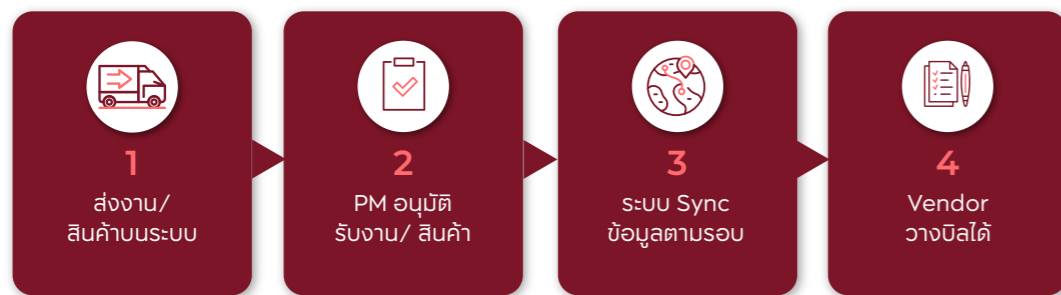 1
ส่งงาน/
สินค้าบนระบบ
2
PM อนุมัติ
รับงาน/ สินค้า
3
ระบบ Sync
ข้อมูลตามรอบ
4
Vendor
วางบิลได้